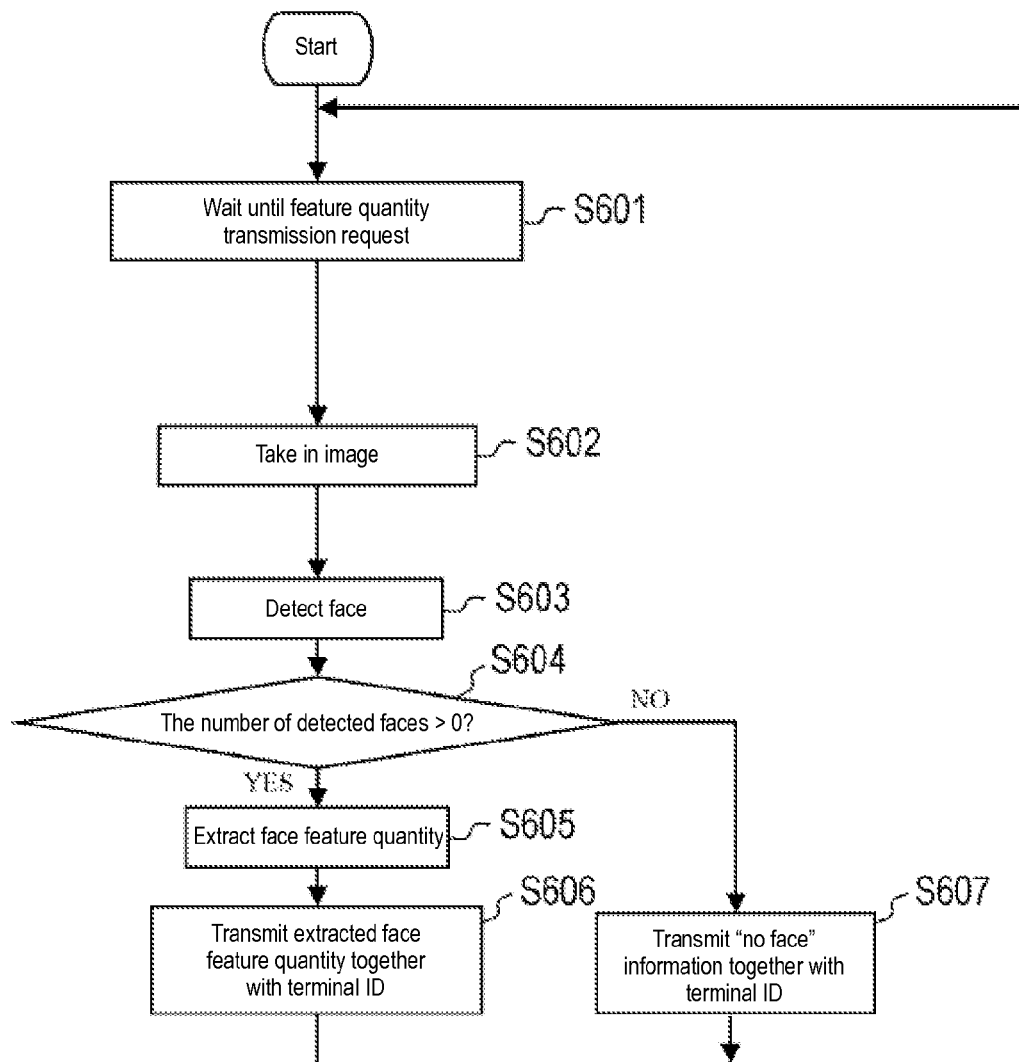 Start
Wait until feature quantity
transmission request
S601
Take in image
S602
Detect face
S603
S604
The number of detected faces > 0?
NO
YES
Extract face feature quantity
S605
S606
Transmit extracted face
feature quantity together
with terminal ID
S607
Transmit “no face”
information together with
terminal ID